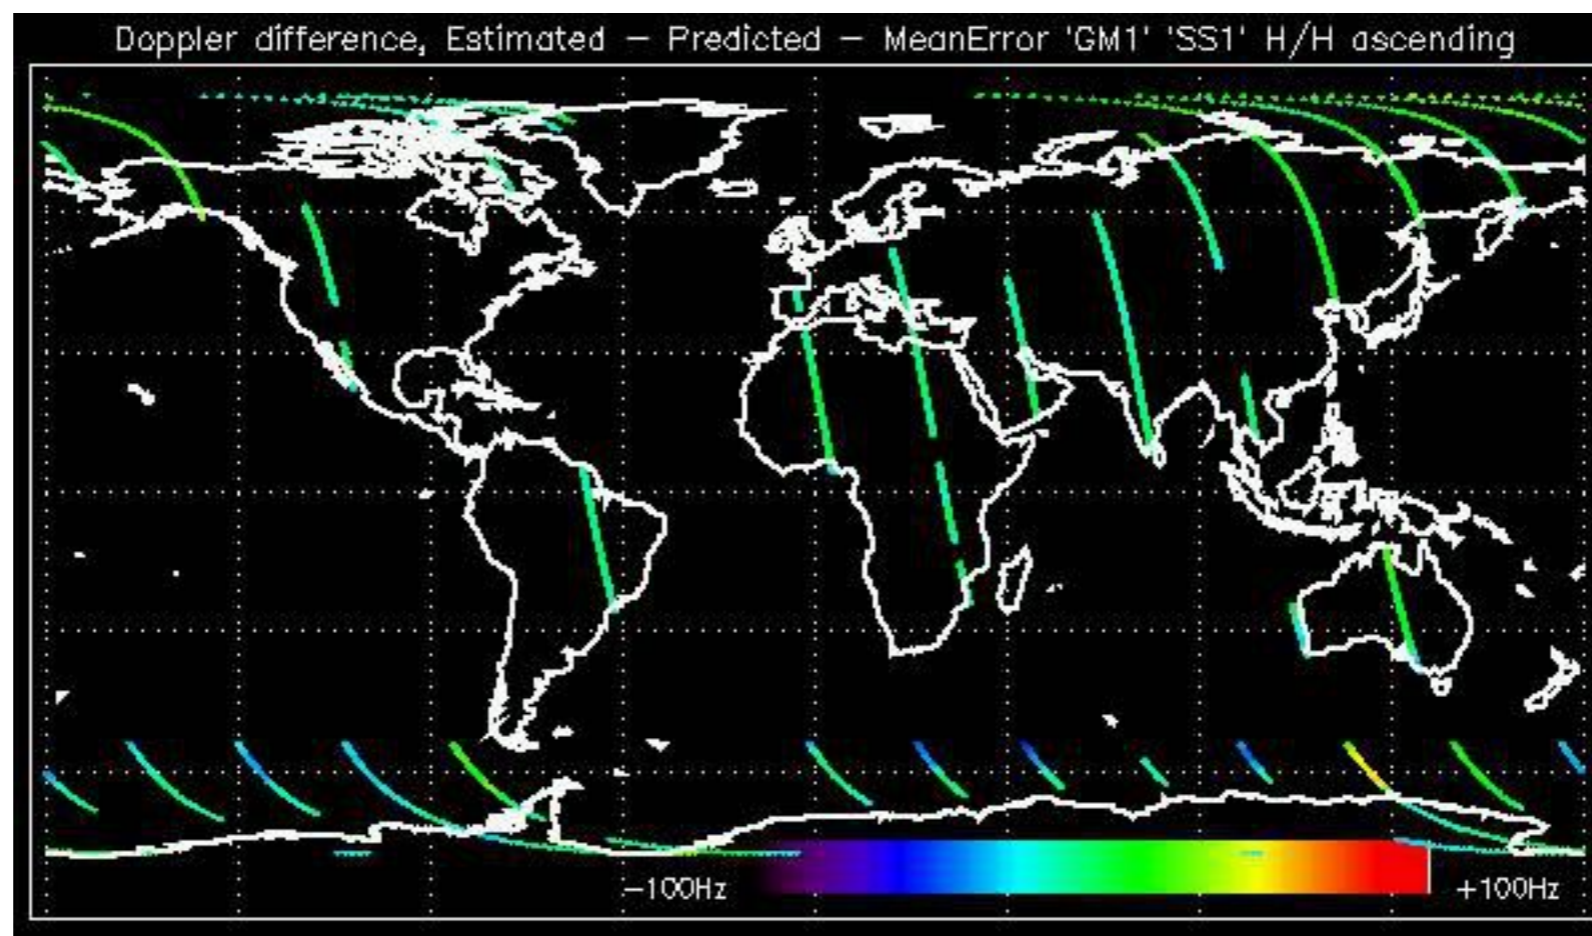 Doppler difference, Estimated – Predicted – MeanError 'GM1' 'SS1' H/H ascending
–100Hz
+100Hz